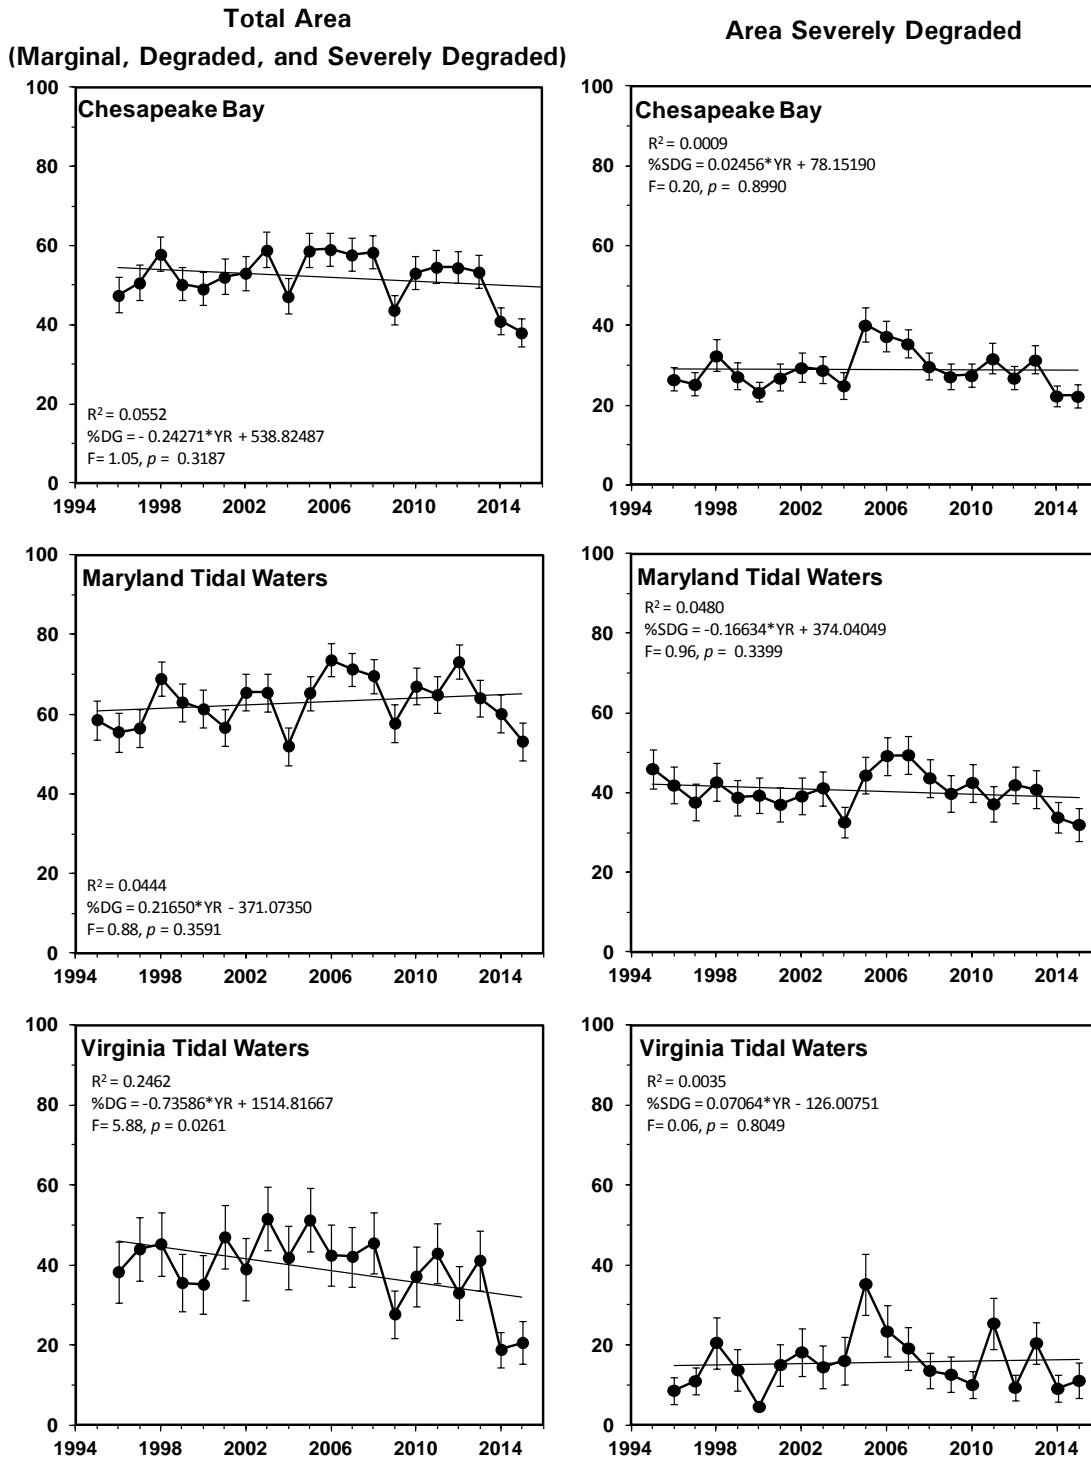 Total Area
(Marginal, Degraded, and Severely Degraded)
Area Severely Degraded
100
80
60
40
20
0
Chesapeake Bay
R² = 0.0552
%DG = - 0.24271*YR + 538.82487
F= 1.05, p = 0.3187
1994 1998 2002 2006 2010 2014
100
80
60
40
20
0
Chesapeake Bay
R² = 0.0009
%SDG = 0.02456*YR + 78.15190
F= 0.20, p = 0.8990
1994 1998 2002 2006 2010 2014
100
80
60
40
20
0
Maryland Tidal Waters
R² = 0.0444
%DG = 0.21650*YR - 371.07350
F= 0.88, p = 0.3591
1994 1998 2002 2006 2010 2014
100
80
60
40
20
0
Maryland Tidal Waters
R² = 0.0480
%SDG = -0.16634*YR + 374.04049
F= 0.96, p = 0.3399
1994 1998 2002 2006 2010 2014
100
80
60
40
20
0
Virginia Tidal Waters
R² = 0.2462
%DG = -0.73586*YR + 1514.81667
F= 5.88, p = 0.0261
1994 1998 2002 2006 2010 2014
100
80
60
40
20
0
Virginia Tidal Waters
R² = 0.0035
%SDG = 0.07064*YR - 126.00751
F= 0.06, p = 0.8049
1994 1998 2002 2006 2010 2014